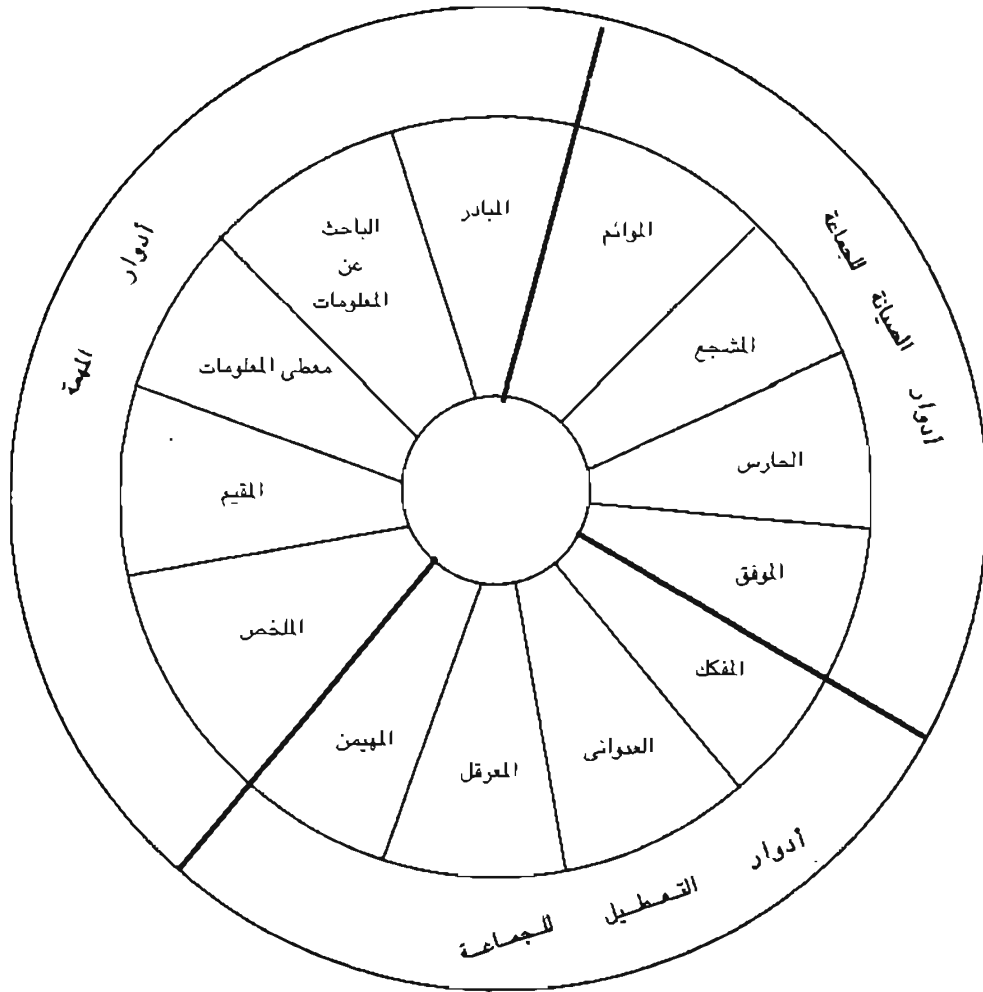 أدوار المهمة
المبادر
الباحث
عن
المعلومات
معطى المعلومات
المقيم
الملخص
أدوار الصيانة للجماعة
الموائم
المشجع
الحارس
الموفق
أدوار التعطيل للجماعة
المفكك
العدوانى
المعرقل
المهيمن